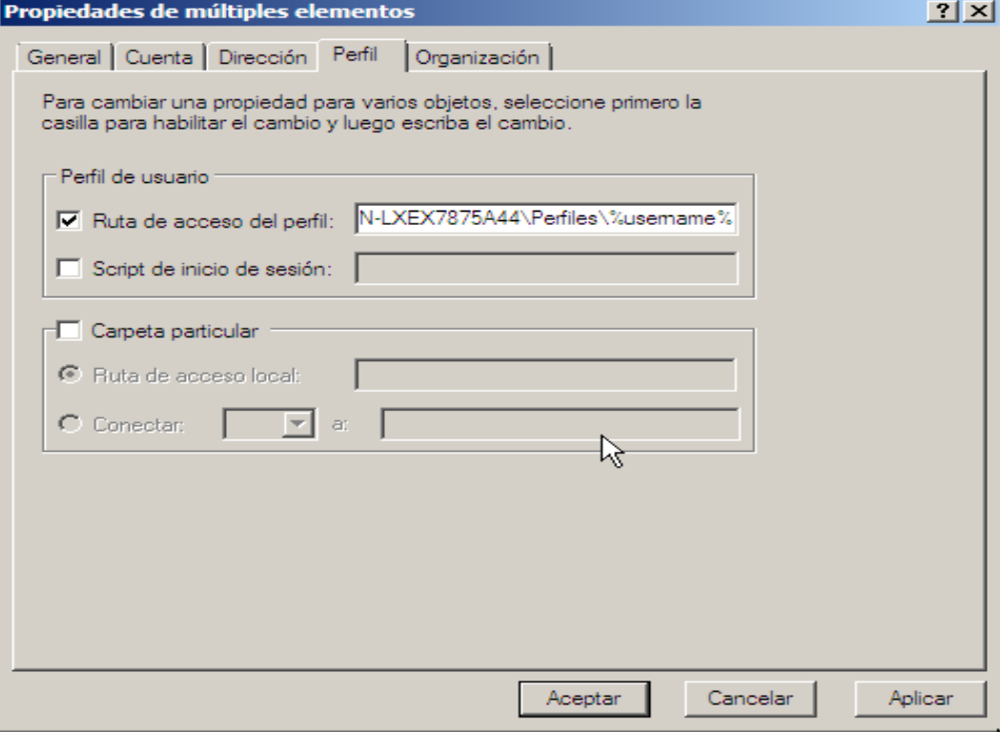 Propiedades de múltiples elementos
General Cuenta Dirección Perfil Organización
Para cambiar una propiedad para varios objetos, seleccione primero la
casilla para habilitar el cambio y luego escriba el cambio.
Perfil de usuario
Ruta de acceso del perfil: N-LXEX7875A44\Perfiles\%username%
Script de inicio de sesión:
Carpeta particular
Ruta de acceso local:
Conectar: a:
Aceptar Cancelar Aplicar